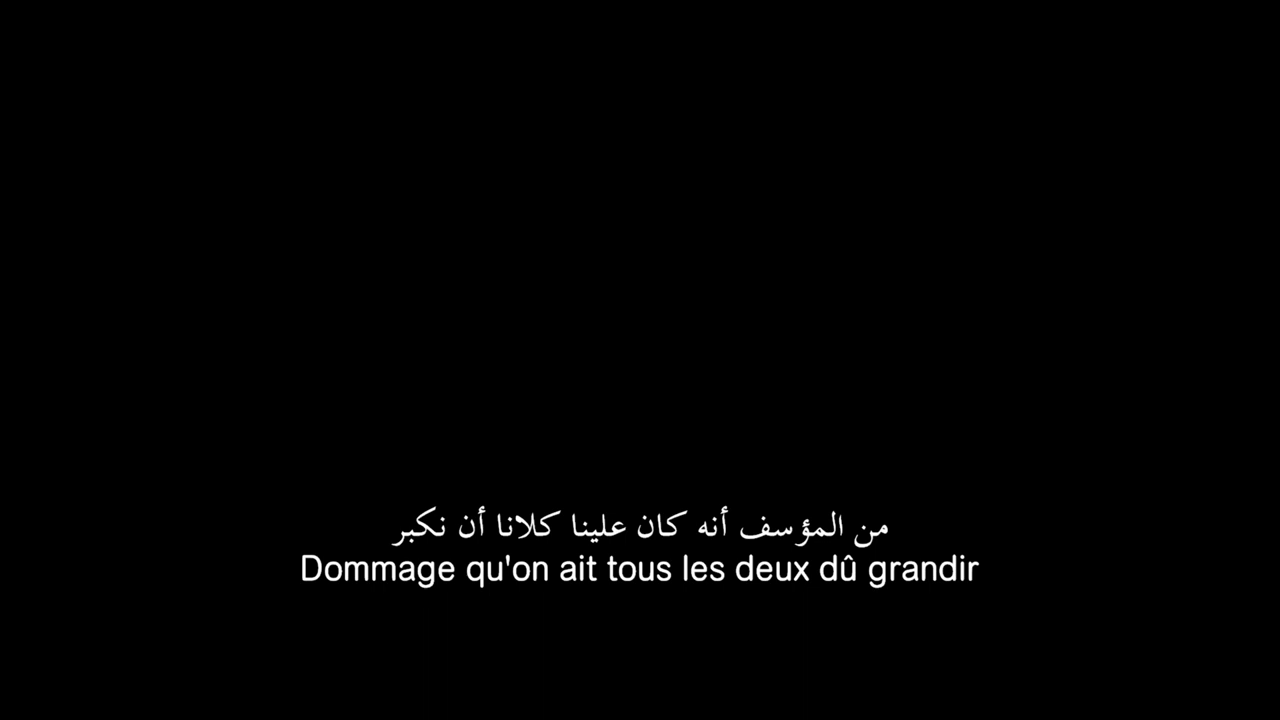 من المؤسف أنه كان علينا كلانا أن نكبر
Dommage qu'on ait tous les deux dû grandir